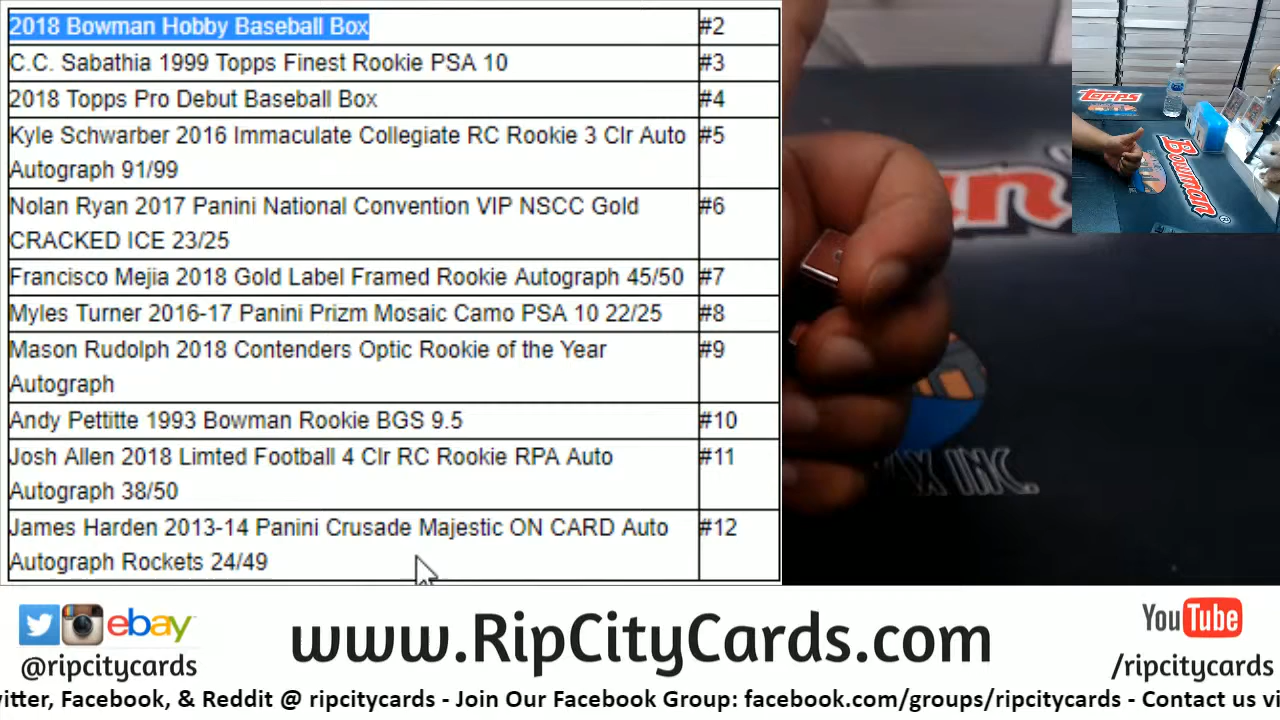 2018 Bowman Hobby Baseball Box #2
C.C. Sabathia 1999 Topps Finest Rookie PSA 10 #3
2018 Topps Pro Debut Baseball Box #4
Kyle Schwarber 2016 Immaculate Collegiate RC Rookie 3 Clr Auto #5
Autograph 91/99
Nolan Ryan 2017 Panini National Convention VIP NSCC Gold #6
CRACKED ICE 23/25
Francisco Mejia 2018 Gold Label Framed Rookie Autograph 45/50 #7
Myles Turner 2016-17 Panini Prizm Mosaic Camo PSA 10 22/25 #8
Mason Rudolph 2018 Contenders Optic Rookie of the Year #9
Autograph
Andy Pettitte 1993 Bowman Rookie BGS 9.5 #10
Josh Allen 2018 Limted Football 4 Clr RC Rookie RPA Auto #11
Autograph 38/50
James Harden 2013-14 Panini Crusade Majestic ON CARD Auto #12
Autograph Rockets 24/49
Topps
Bowman
an
INC.
ebay
@ripcitycards
www.RipCityCards.com
YouTube
/ripcitycards
witter, Facebook, & Reddit @ ripcitycards - Join Our Facebook Group: facebook.com/groups/ripcitycards - Contact us vi